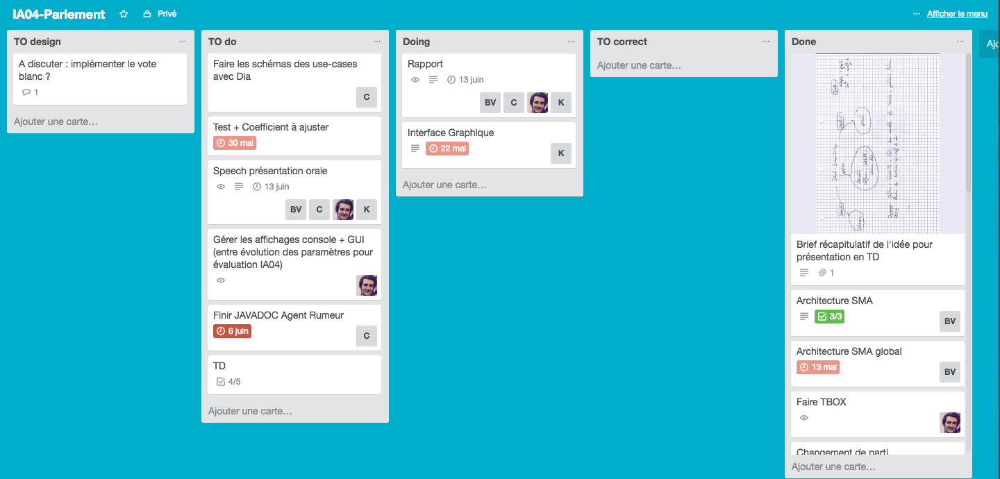 IA04-Parlement
Privé
... Afficher le menu
TO design
...
A discuter : implémenter le vote
blanc ?
1
Ajouter une carte…
TO do
...
Faire les schémas des use-cases
avec Dia
C
Test + Coefficient à ajuster
30 mai
Speech présentation orale
13 juin
BV
C
K
Gérer les affichages console + GUI
(entre évolution des paramètres pour
évaluation IA04)
Finir JAVADOC Agent Rumeur
6 juin
C
TD
4/5
Ajouter une carte…
Doing
...
Rapport
13 juin
BV
C
K
Interface Graphique
22 mai
K
Ajouter une carte…
TO correct
...
Ajouter une carte…
Done
...
Brief récapitulatif de l'idée pour
présentation en TD
1
Architecture SMA
3/3
BV
Architecture SMA global
13 mai
BV
Faire TBOX
Changement de parti
Ajouter une carte…
Ajo